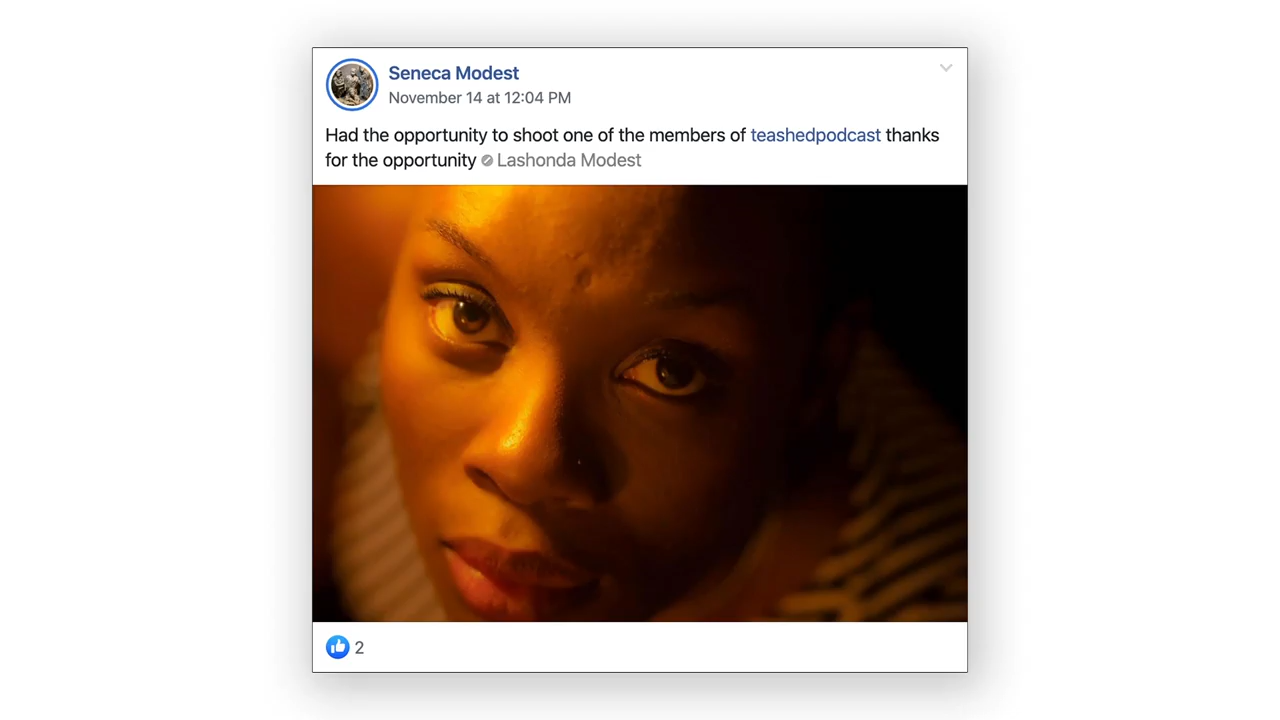 Seneca Modest
November 14 at 12:04 PM
Had the opportunity to shoot one of the members of teashedpodcast thanks
for the opportunity Lashonda Modest
2